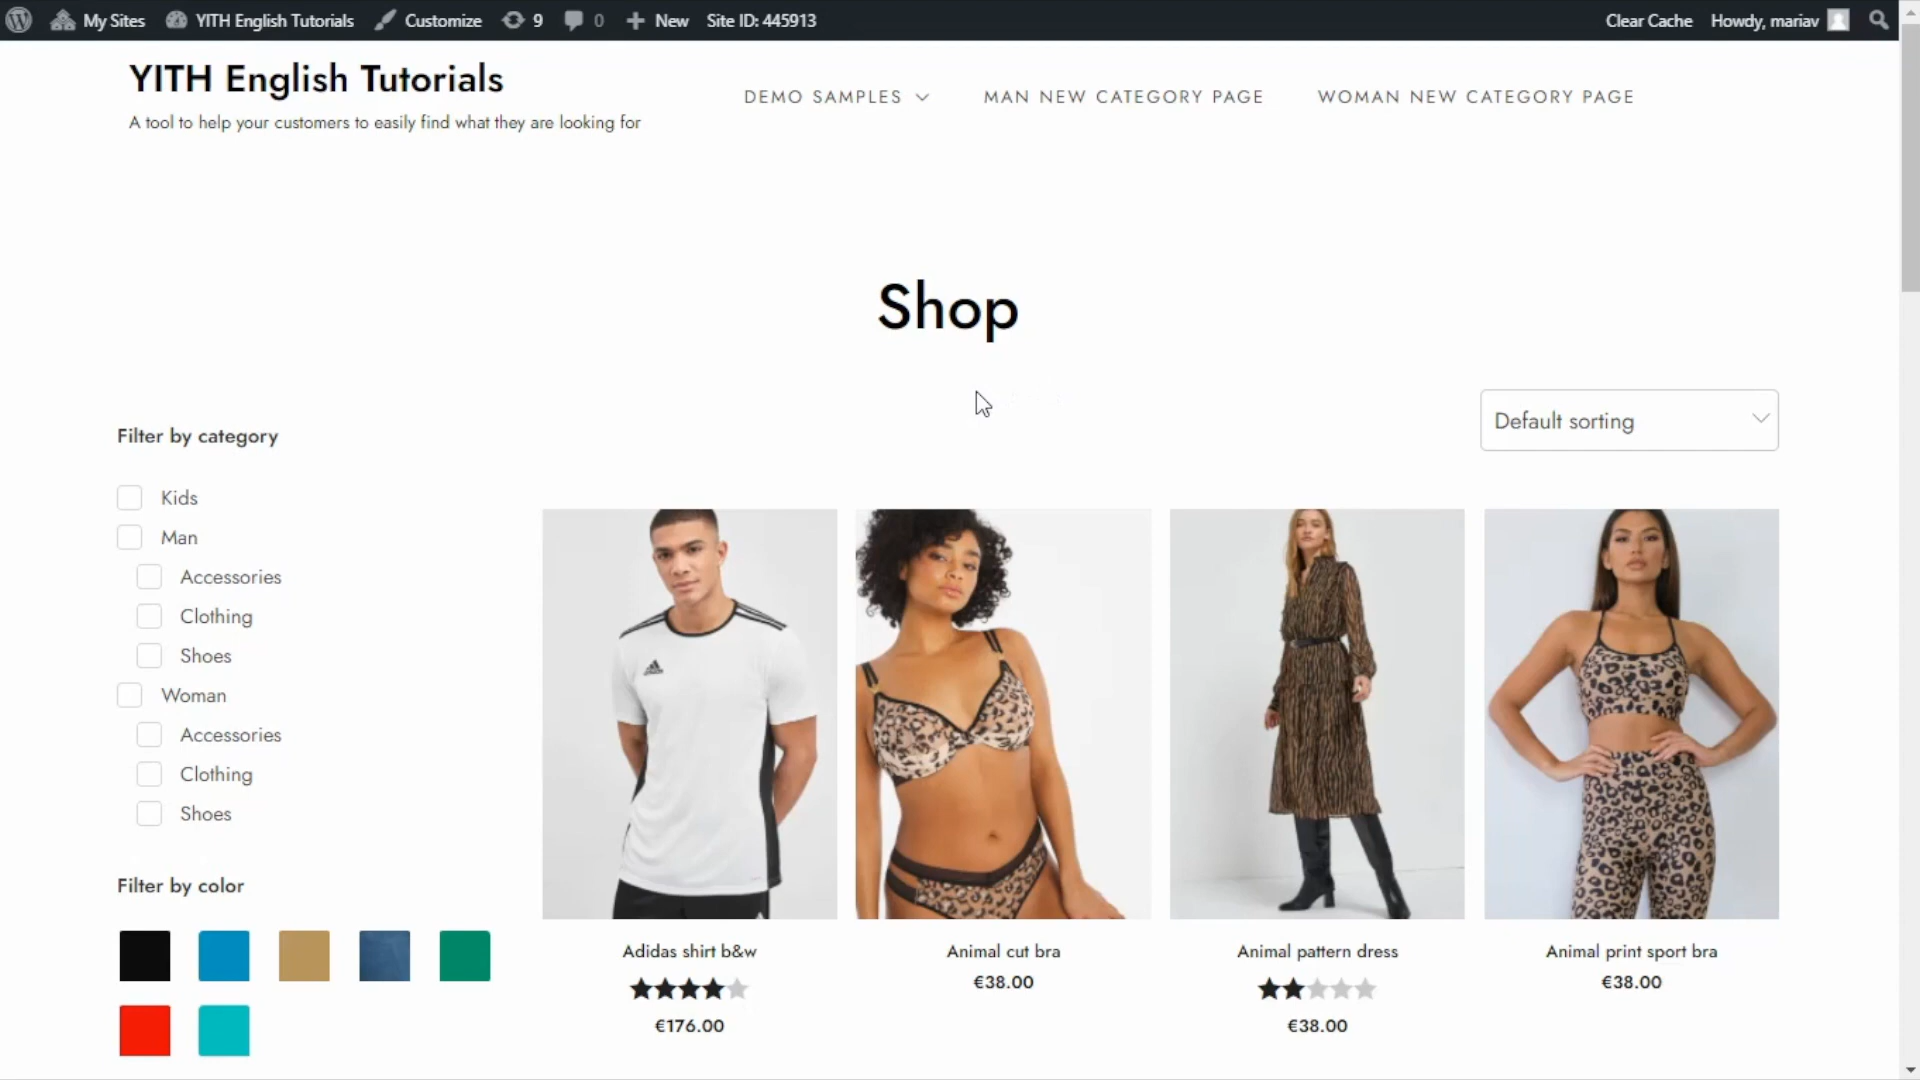 My Sites YITH English Tutorials Customize 9 0 New Site ID: 445913 Clear Cache Howdy, mariav
YITH English Tutorials
A tool to help your customers to easily find what they are looking for
DEMO SAMPLES MAN NEW CATEGORY PAGE WOMAN NEW CATEGORY PAGE
Shop
Default sorting
Filter by category
Kids
Man
Accessories
Clothing
Shoes
Woman
Accessories
Clothing
Shoes
Filter by color
Adidas shirt b&w
€176.00
Animal cut bra
€38.00
Animal pattern dress
€38.00
Animal print sport bra
€38.00